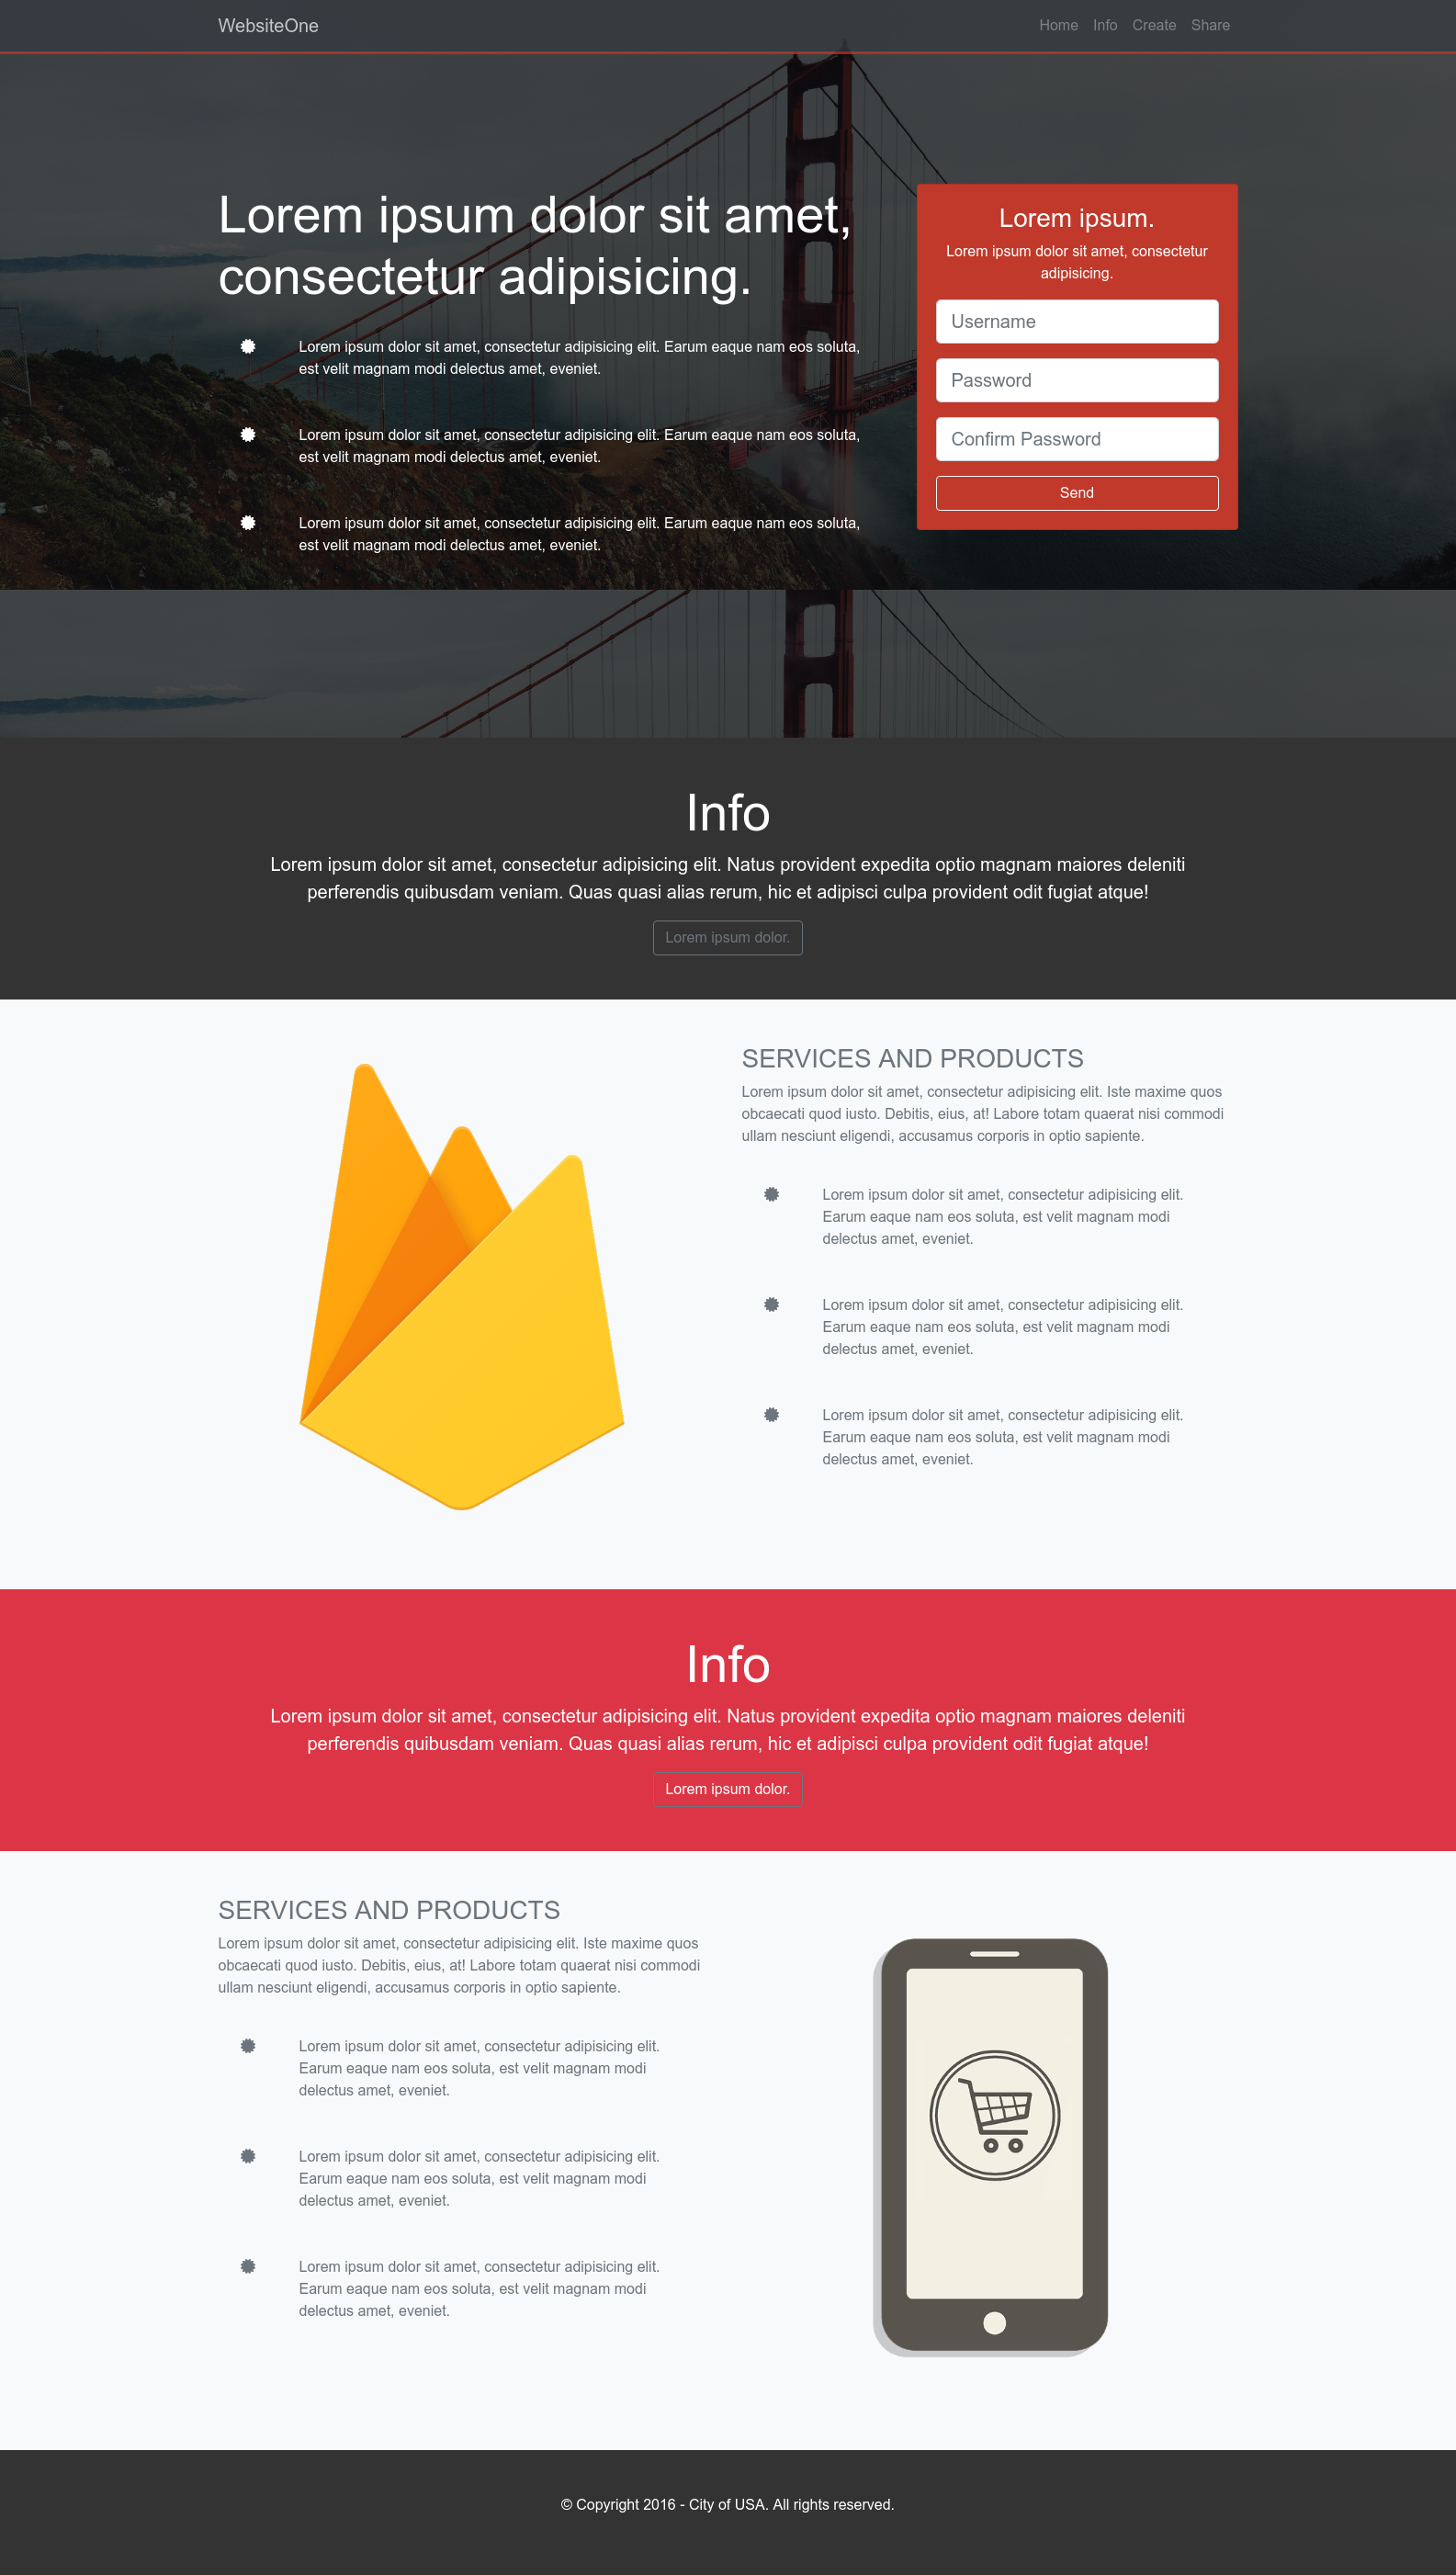 WebsiteOne
Home Info Create Share
Lorem ipsum dolor sit amet,
consectetur adipisicing.
Lorem ipsum dolor sit amet, consectetur adipisicing elit. Earum eaque nam eos soluta,
est velit magnam modi delectus amet, eveniet.
Lorem ipsum dolor sit amet, consectetur adipisicing elit. Earum eaque nam eos soluta,
est velit magnam modi delectus amet, eveniet.
Lorem ipsum dolor sit amet, consectetur adipisicing elit. Earum eaque nam eos soluta,
est velit magnam modi delectus amet, eveniet.
Lorem ipsum.
Lorem ipsum dolor sit amet, consectetur
adipisicing.
Username
Password
Confirm Password
Send
Info
Lorem ipsum dolor sit amet, consectetur adipisicing elit. Natus provident expedita optio magnam maiores deleniti
perferendis quibusdam veniam. Quas quasi alias rerum, hic et adipisci culpa provident odit fugiat atque!
Lorem ipsum dolor.
SERVICES AND PRODUCTS
Lorem ipsum dolor sit amet, consectetur adipisicing elit. Iste maxime quos
obcaecati quod iusto. Debitis, eius, at! Labore totam quaerat nisi commodi
ullam nesciunt eligendi, accusamus corporis in optio sapiente.
Lorem ipsum dolor sit amet, consectetur adipisicing elit.
Earum eaque nam eos soluta, est velit magnam modi
delectus amet, eveniet.
Lorem ipsum dolor sit amet, consectetur adipisicing elit.
Earum eaque nam eos soluta, est velit magnam modi
delectus amet, eveniet.
Lorem ipsum dolor sit amet, consectetur adipisicing elit.
Earum eaque nam eos soluta, est velit magnam modi
delectus amet, eveniet.
Info
Lorem ipsum dolor sit amet, consectetur adipisicing elit. Natus provident expedita optio magnam maiores deleniti
perferendis quibusdam veniam. Quas quasi alias rerum, hic et adipisci culpa provident odit fugiat atque!
Lorem ipsum dolor.
SERVICES AND PRODUCTS
Lorem ipsum dolor sit amet, consectetur adipisicing elit. Iste maxime quos
obcaecati quod iusto. Debitis, eius, at! Labore totam quaerat nisi commodi
ullam nesciunt eligendi, accusamus corporis in optio sapiente.
Lorem ipsum dolor sit amet, consectetur adipisicing elit.
Earum eaque nam eos soluta, est velit magnam modi
delectus amet, eveniet.
Lorem ipsum dolor sit amet, consectetur adipisicing elit.
Earum eaque nam eos soluta, est velit magnam modi
delectus amet, eveniet.
Lorem ipsum dolor sit amet, consectetur adipisicing elit.
Earum eaque nam eos soluta, est velit magnam modi
delectus amet, eveniet.
© Copyright 2016 - City of USA. All rights reserved.